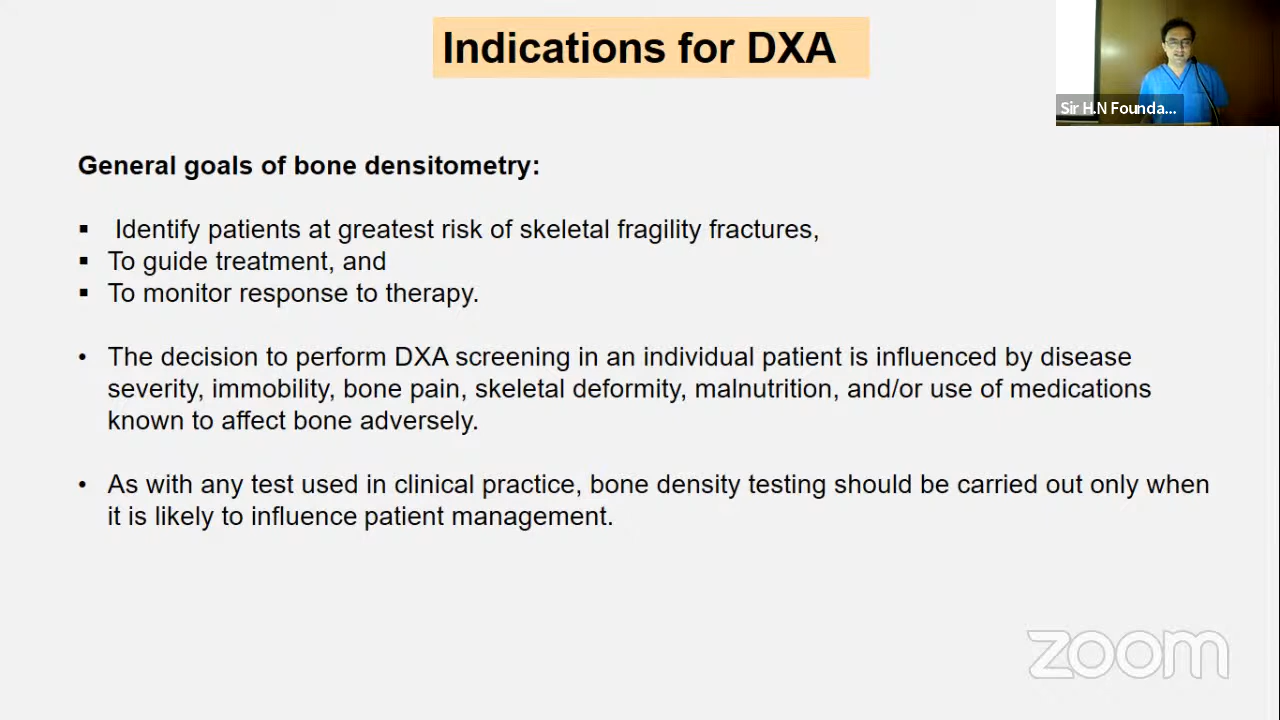 Indications for DXA
Sir H.N Founda...
General goals of bone densitometry:
▪ Identify patients at greatest risk of skeletal fragility fractures,
▪ To guide treatment, and
▪ To monitor response to therapy.
• The decision to perform DXA screening in an individual patient is influenced by disease
severity, immobility, bone pain, skeletal deformity, malnutrition, and/or use of medications
known to affect bone adversely.
• As with any test used in clinical practice, bone density testing should be carried out only when
it is likely to influence patient management.
zoom